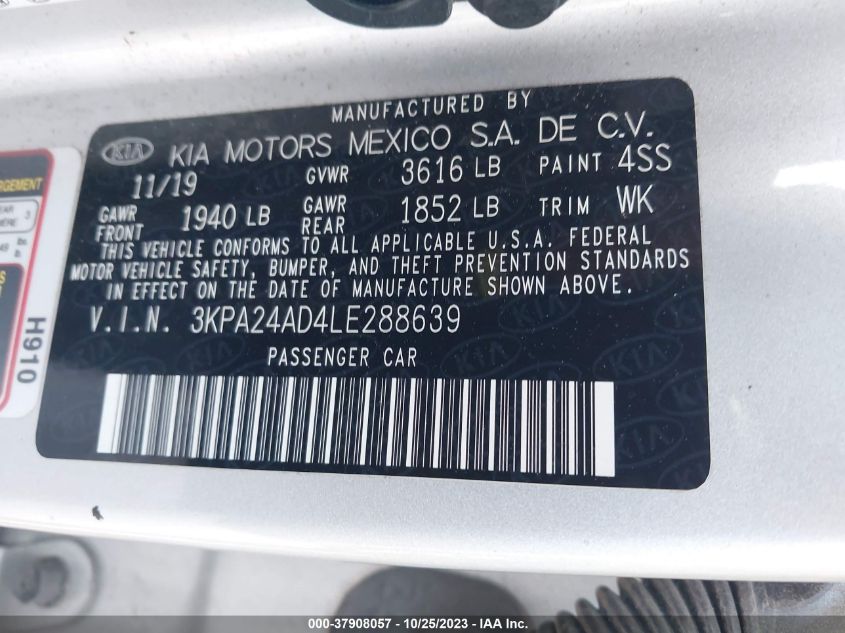 MANUFACTURED BY
KIA KIA MOTORS MEXICO S.A. DE C.V.
11/19 GVWR 3616 LB PAINT 4SS
GAWR FRONT 1940 LB GAWR REAR 1852 LB TRIM WK
THIS VEHICLE CONFORMS TO ALL APPLICABLE U.S.A. FEDERAL
MOTOR VEHICLE SAFETY, BUMPER, AND THEFT PREVENTION STANDARDS
IN EFFECT ON THE DATE OF MANUFACTURE SHOWN ABOVE.
V.I.N. 3KPA24AD4LE288639
PASSENGER CAR
H910
000-37908057 | 10/25/2023 | IAA Inc.